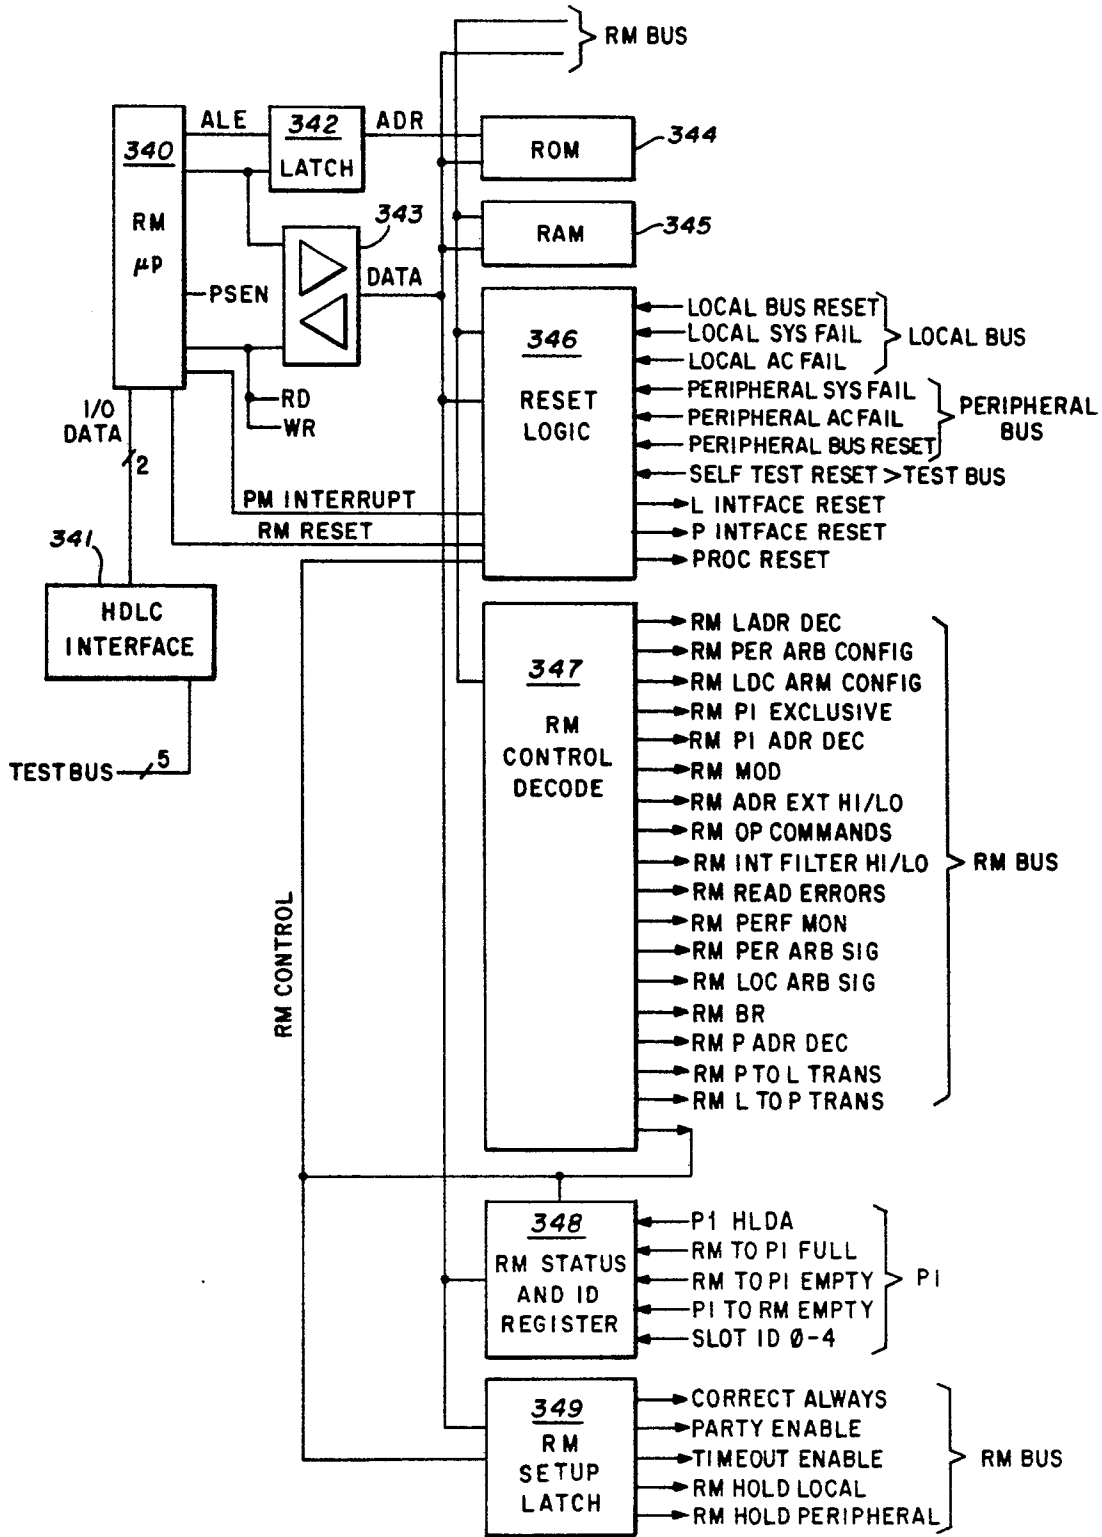 RM BUS
340
RM
µP
ALE
342
LATCH
ADR
ROM
344
343
RAM
345
PSEN
DATA
RD
WR
I/O
DATA
2
PM INTERRUPT
RM RESET
341
HDLC
INTERFACE
TEST BUS
5
346
RESET
LOGIC
LOCAL BUS RESET
LOCAL SYS FAIL
LOCAL AC FAIL
LOCAL BUS
PERIPHERAL SYS FAIL
PERIPHERAL AC FAIL
PERIPHERAL BUS RESET
PERIPHERAL
BUS
SELF TEST RESET > TEST BUS
L INTFACE RESET
P INTFACE RESET
PROC RESET
347
RM
CONTROL
DECODE
RM LADR DEC
RM PER ARB CONFIG
RM LDC ARM CONFIG
RM PI EXCLUSIVE
RM PI ADR DEC
RM MOD
RM ADR EXT HI/LO
RM OP COMMANDS
RM INT FILTER HI/LO
RM READ ERRORS
RM PERF MON
RM PER ARB SIG
RM LOC ARB SIG
RM BR
RM P ADR DEC
RM P TO L TRANS
RM L TO P TRANS
RM BUS
RM CONTROL
348
RM STATUS
AND ID
REGISTER
P1 HLDA
RM TO PI FULL
RM TO PI EMPTY
PI TO RM EMPTY
SLOT ID Ø-4
PI
349
RM
SETUP
LATCH
CORRECT ALWAYS
PARTY ENABLE
TIMEOUT ENABLE
RM HOLD LOCAL
RM HOLD PERIPHERAL
RM BUS